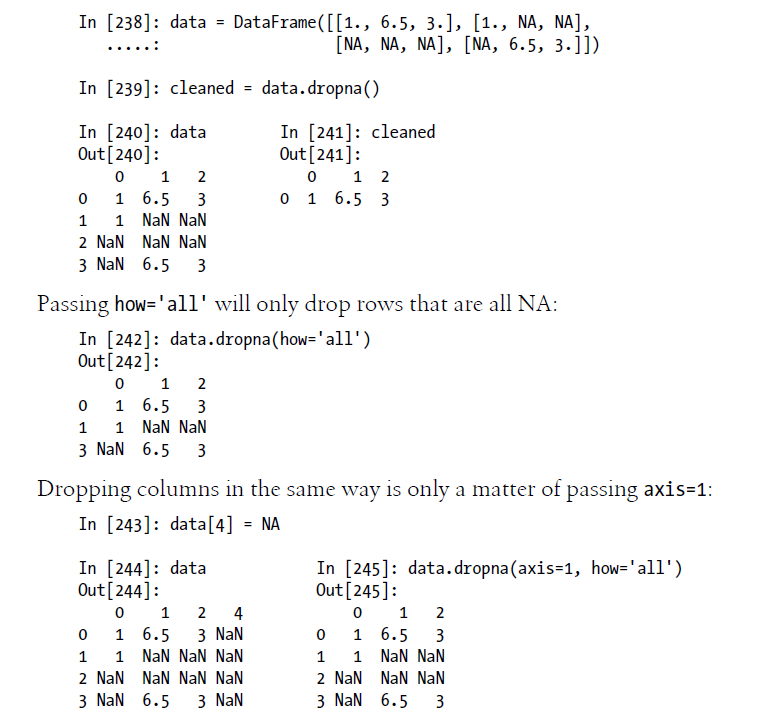 In [238]: data = DataFrame([[1., 6.5, 3.], [1., NA, NA],
.....:                   [NA, NA, NA], [NA, 6.5, 3.]])
In [239]: cleaned = data.dropna()
In [240]: data        In [241]: cleaned
Out[240]:             Out[241]:
    0    1   2           0    1  2
0   1  6.5   3        0  1  6.5  3
1   1  NaN NaN
2 NaN  NaN NaN
3 NaN  6.5   3
Passing how='all' will only drop rows that are all NA:
In [242]: data.dropna(how='all')
Out[242]:
    0    1   2
0   1  6.5   3
1   1  NaN NaN
3 NaN  6.5   3
Dropping columns in the same way is only a matter of passing axis=1:
In [243]: data[4] = NA
In [244]: data            In [245]: data.dropna(axis=1, how='all')
Out[244]:                 Out[245]:
    0    1   2   4            0    1   2
0   1  6.5   3 NaN        0   1  6.5   3
1   1  NaN NaN NaN        1   1  NaN NaN
2 NaN  NaN NaN NaN        2 NaN  NaN NaN
3 NaN  6.5   3 NaN        3 NaN  6.5   3